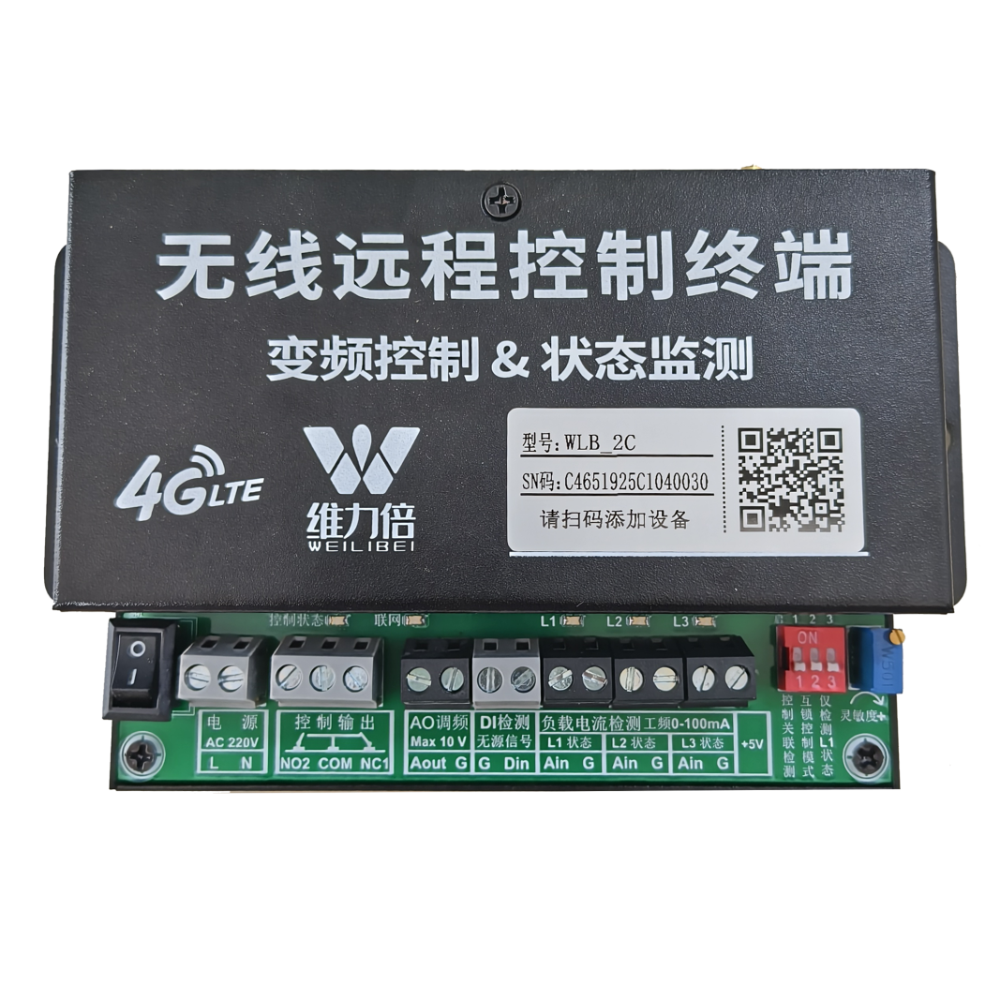 无线远程控制终端
变频控制 & 状态监测
4G LTE
维力倍
WEILIBEI
型号: WLB_2C
SN码: C4651925C1040030
请扫码添加设备
控制状态 联网 L1 L2 L3 1 2 3
ON
1 2 3
电 源 控制输出 AO调频 DI检测 负载电流检测工频0-100mA
AC 220V Max 10 V 无源信号 L1 状态 L2 状态 L3 状态 +5V
L N NO2 COM NC1 Aout G G Din Ain G Ain G Ain G
控制关联检测
互锁控制模式
仅检测L1状态
灵敏度+